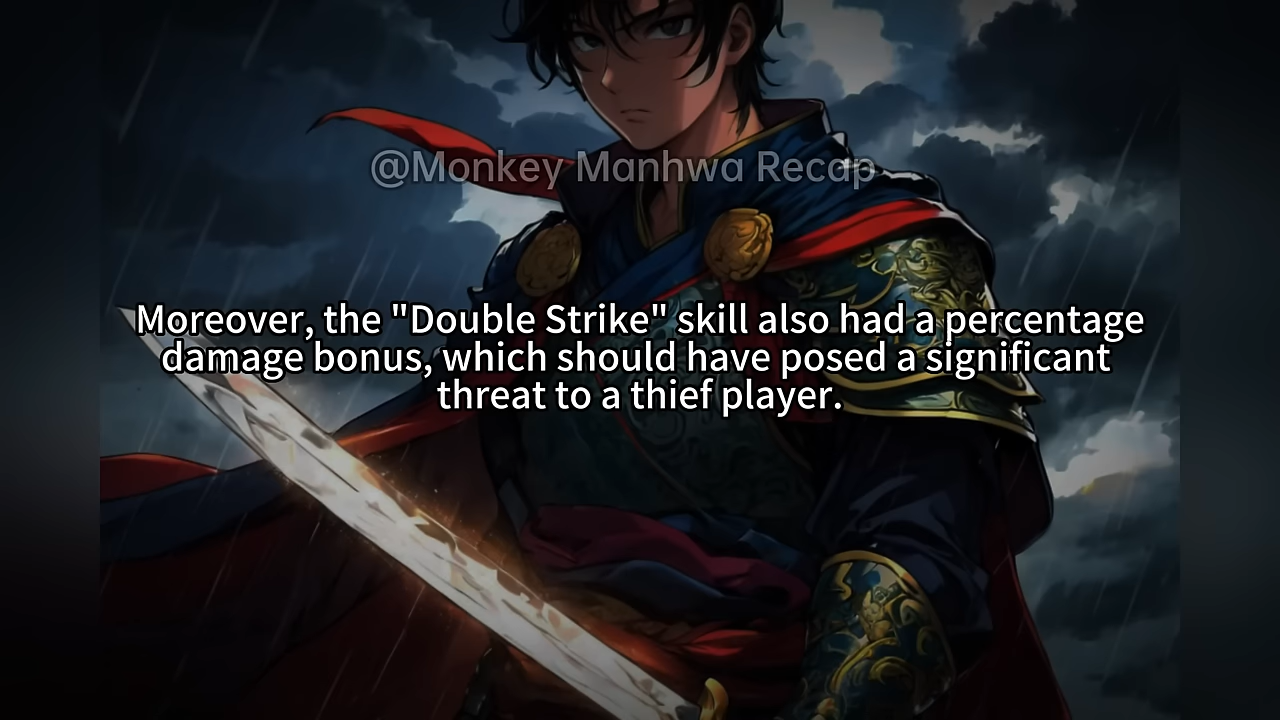 @Monkey Manhwa Recap
Moreover, the "Double Strike" skill also had a percentage
damage bonus, which should have posed a significant
threat to a thief player.